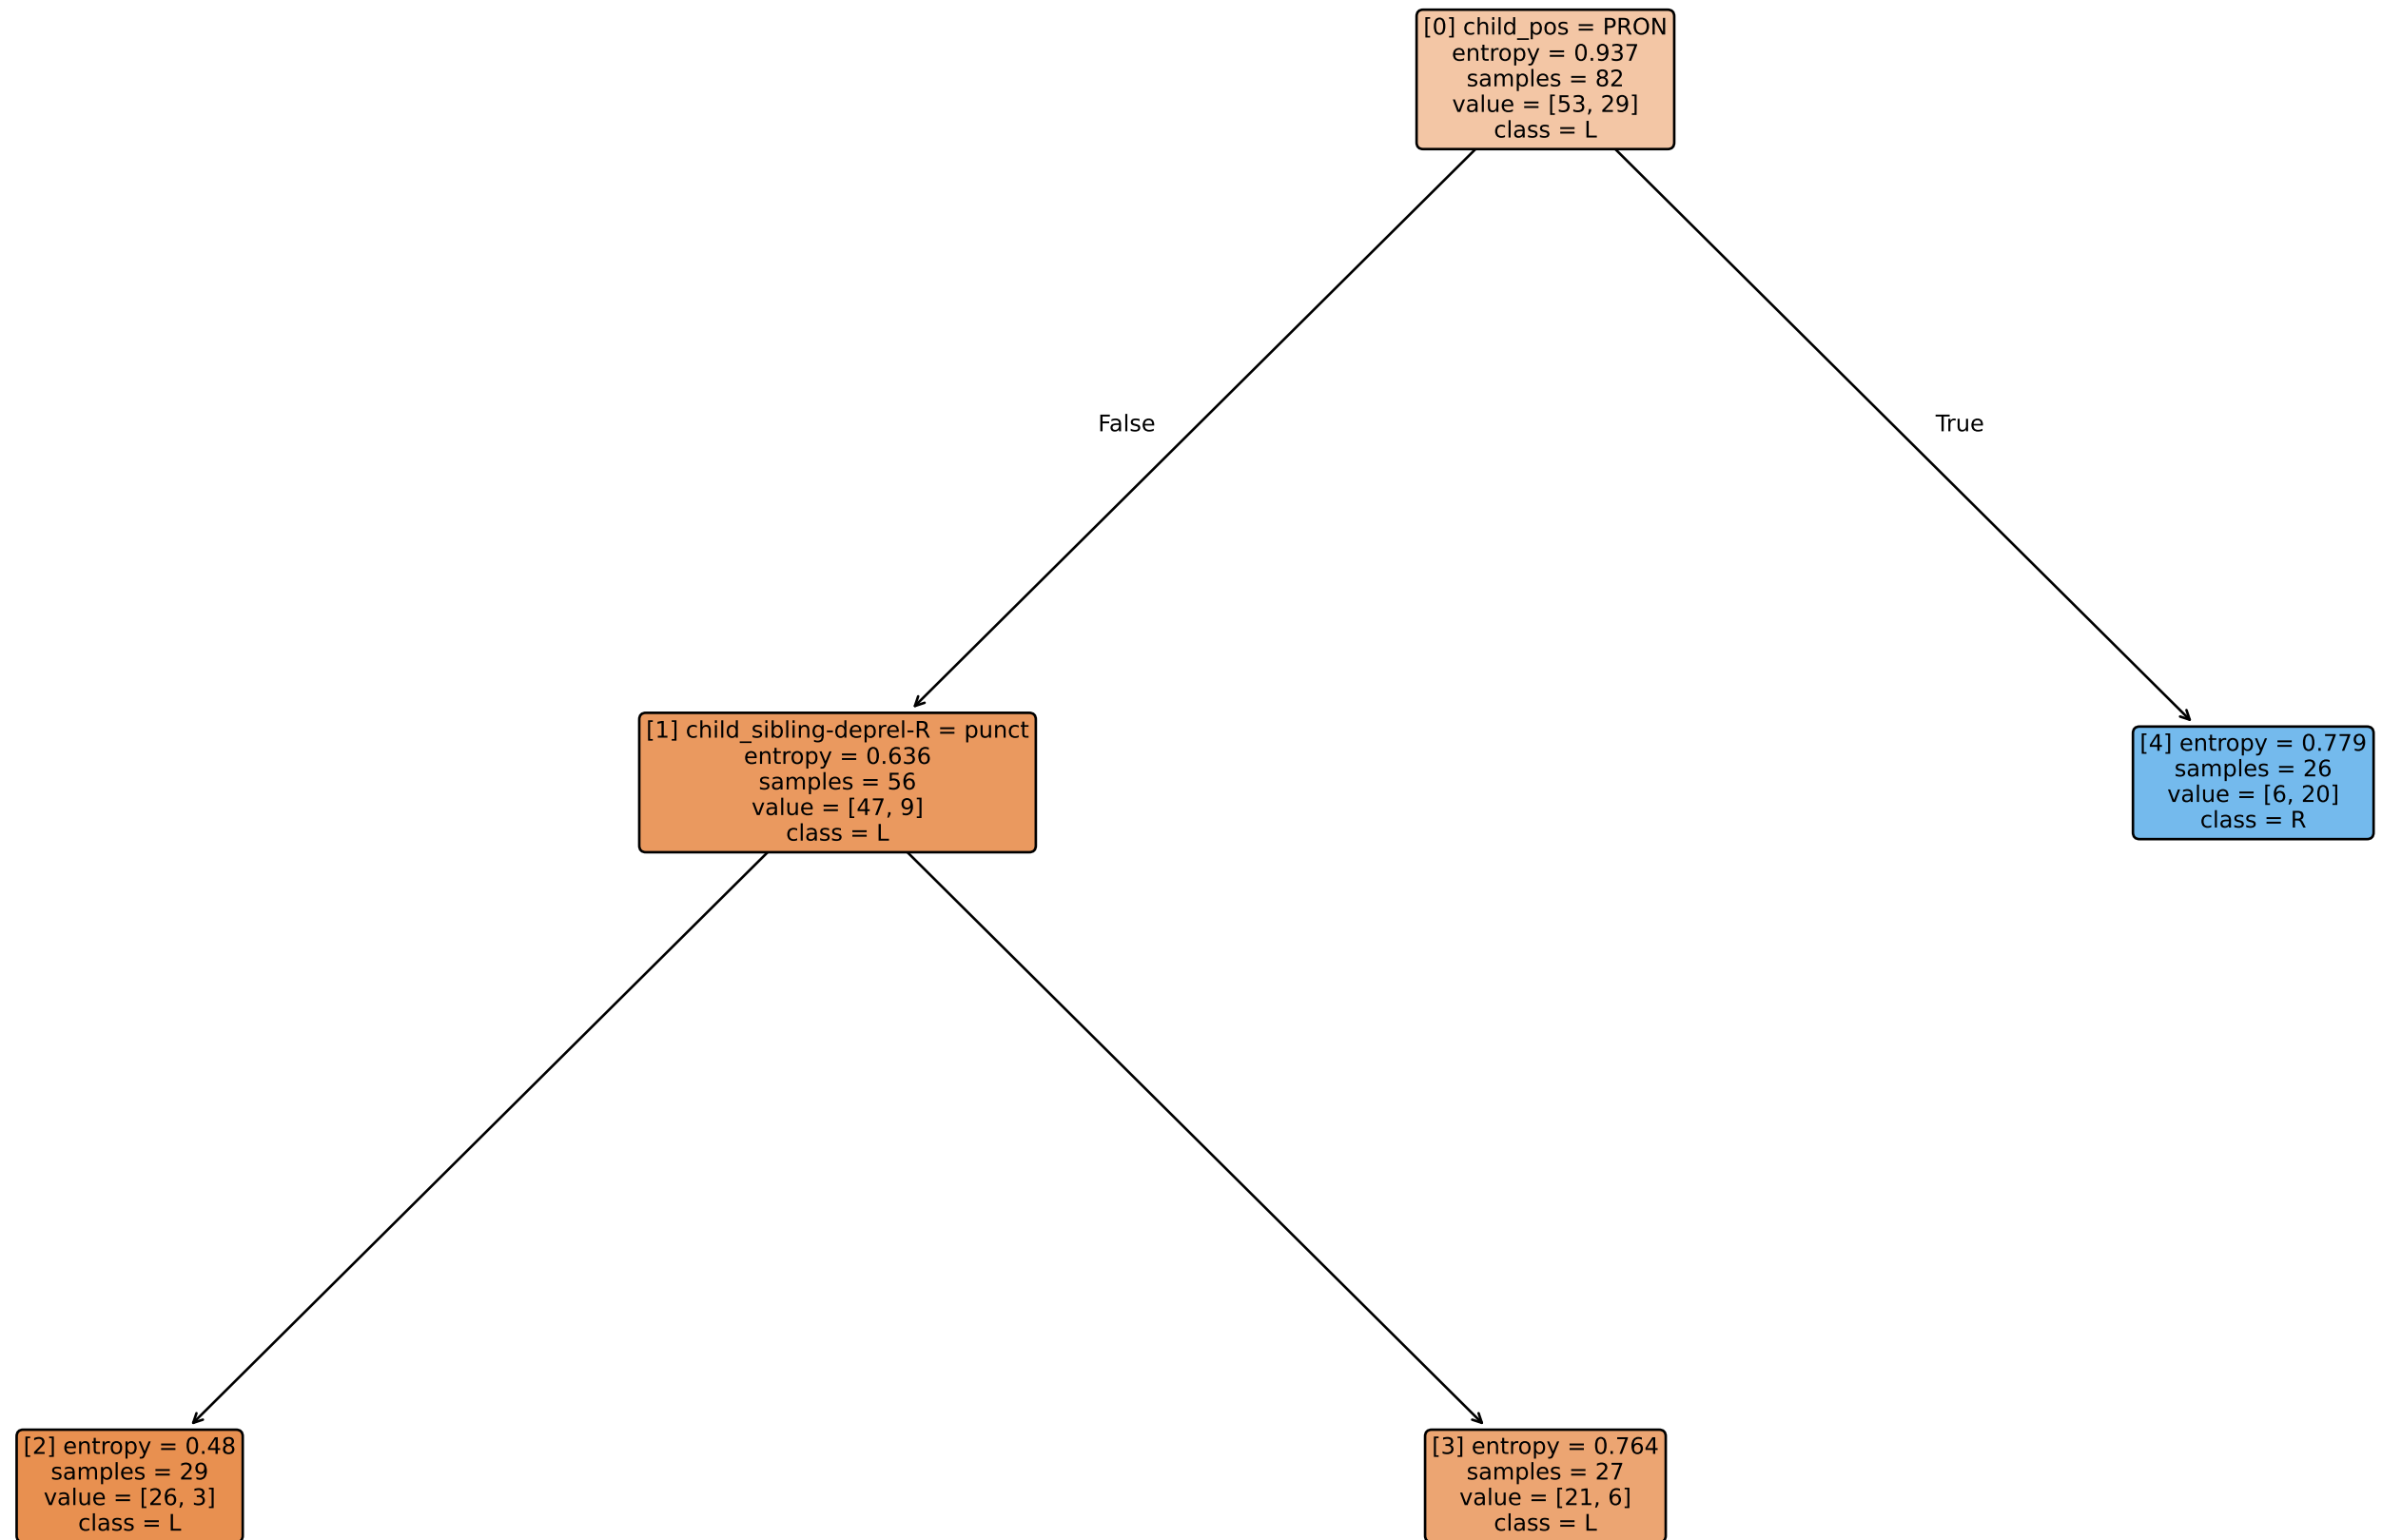 [0] child_pos = PRON
entropy = 0.937
samples = 82
value = [53, 29]
class = L
False
True
[1] child_sibling-deprel-R = punct
entropy = 0.636
samples = 56
value = [47, 9]
class = L
[4] entropy = 0.779
samples = 26
value = [6, 20]
class = R
[2] entropy = 0.48
samples = 29
value = [26, 3]
class = L
[3] entropy = 0.764
samples = 27
value = [21, 6]
class = L